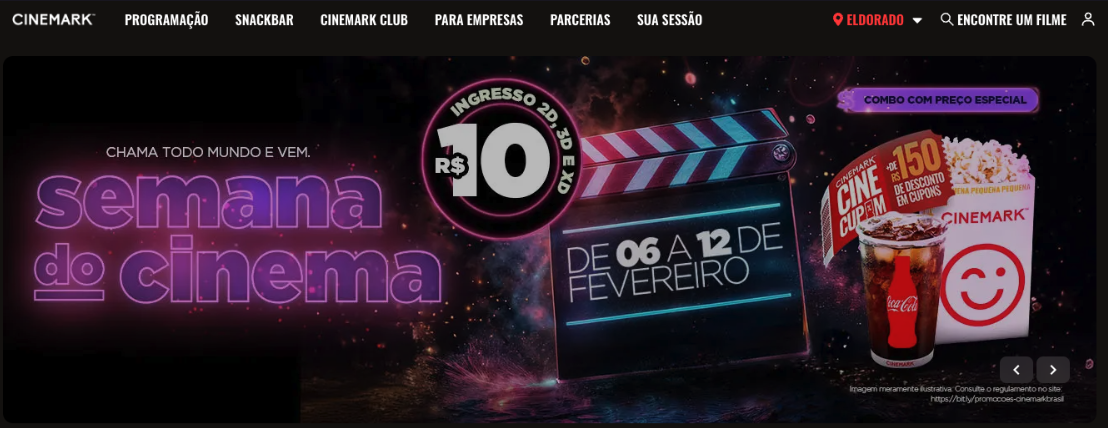 CINEMARK
PROGRAMAÇÃO
SNACKBAR
CINEMARK CLUB
PARA EMPRESAS
PARCERIAS
SUA SESSÃO
ELDORADO
ENCONTRE UM FILME
CHAMA TODO MUNDO E VEM.
semana
do cinema
INGRESSO 2D, 3D E XD
R$10
DE 06 A 12 DE
FEVEREIRO
COMBO COM PREÇO ESPECIAL
CINEMARK
CINE
CUPOM
+DE
R$150
DE DESCONTO
EM CUPONS
PEQUENA PEQUENA
CINEMARK
Coca-Cola
CINEMARK
Imagem meramente ilustrativa. Consulte o regulamento no site:
https://bit.ly/promocoes-cinemarkbrasil